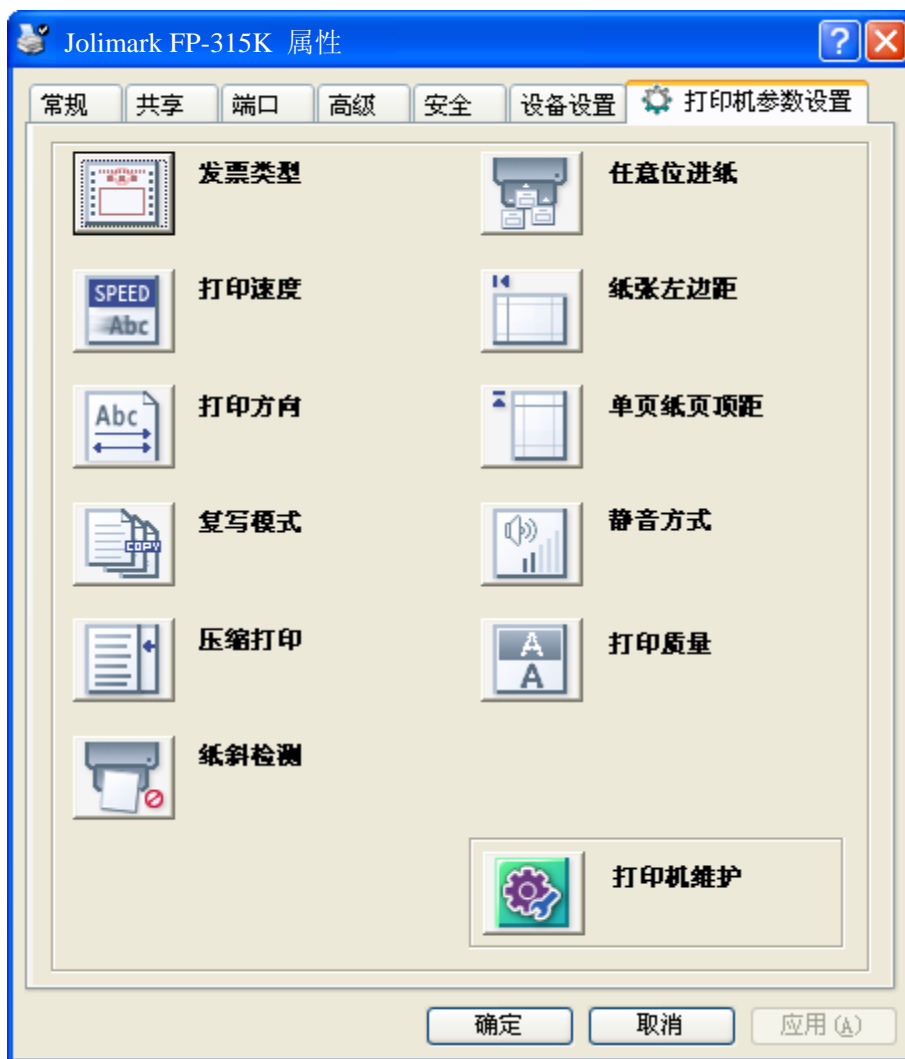 Jolimark FP-315K 属性
常规 共享 端口 高级 安全 设备设置 打印机参数设置
发票类型 任意位进纸
SPEED
Abc
打印速度 纸张左边距
Abc
打印方向 单页纸页顶距
COPY
复写模式 静音方式
压缩打印 A
A
打印质量
纸斜检测
打印机维护
确定 取消 应用(A)